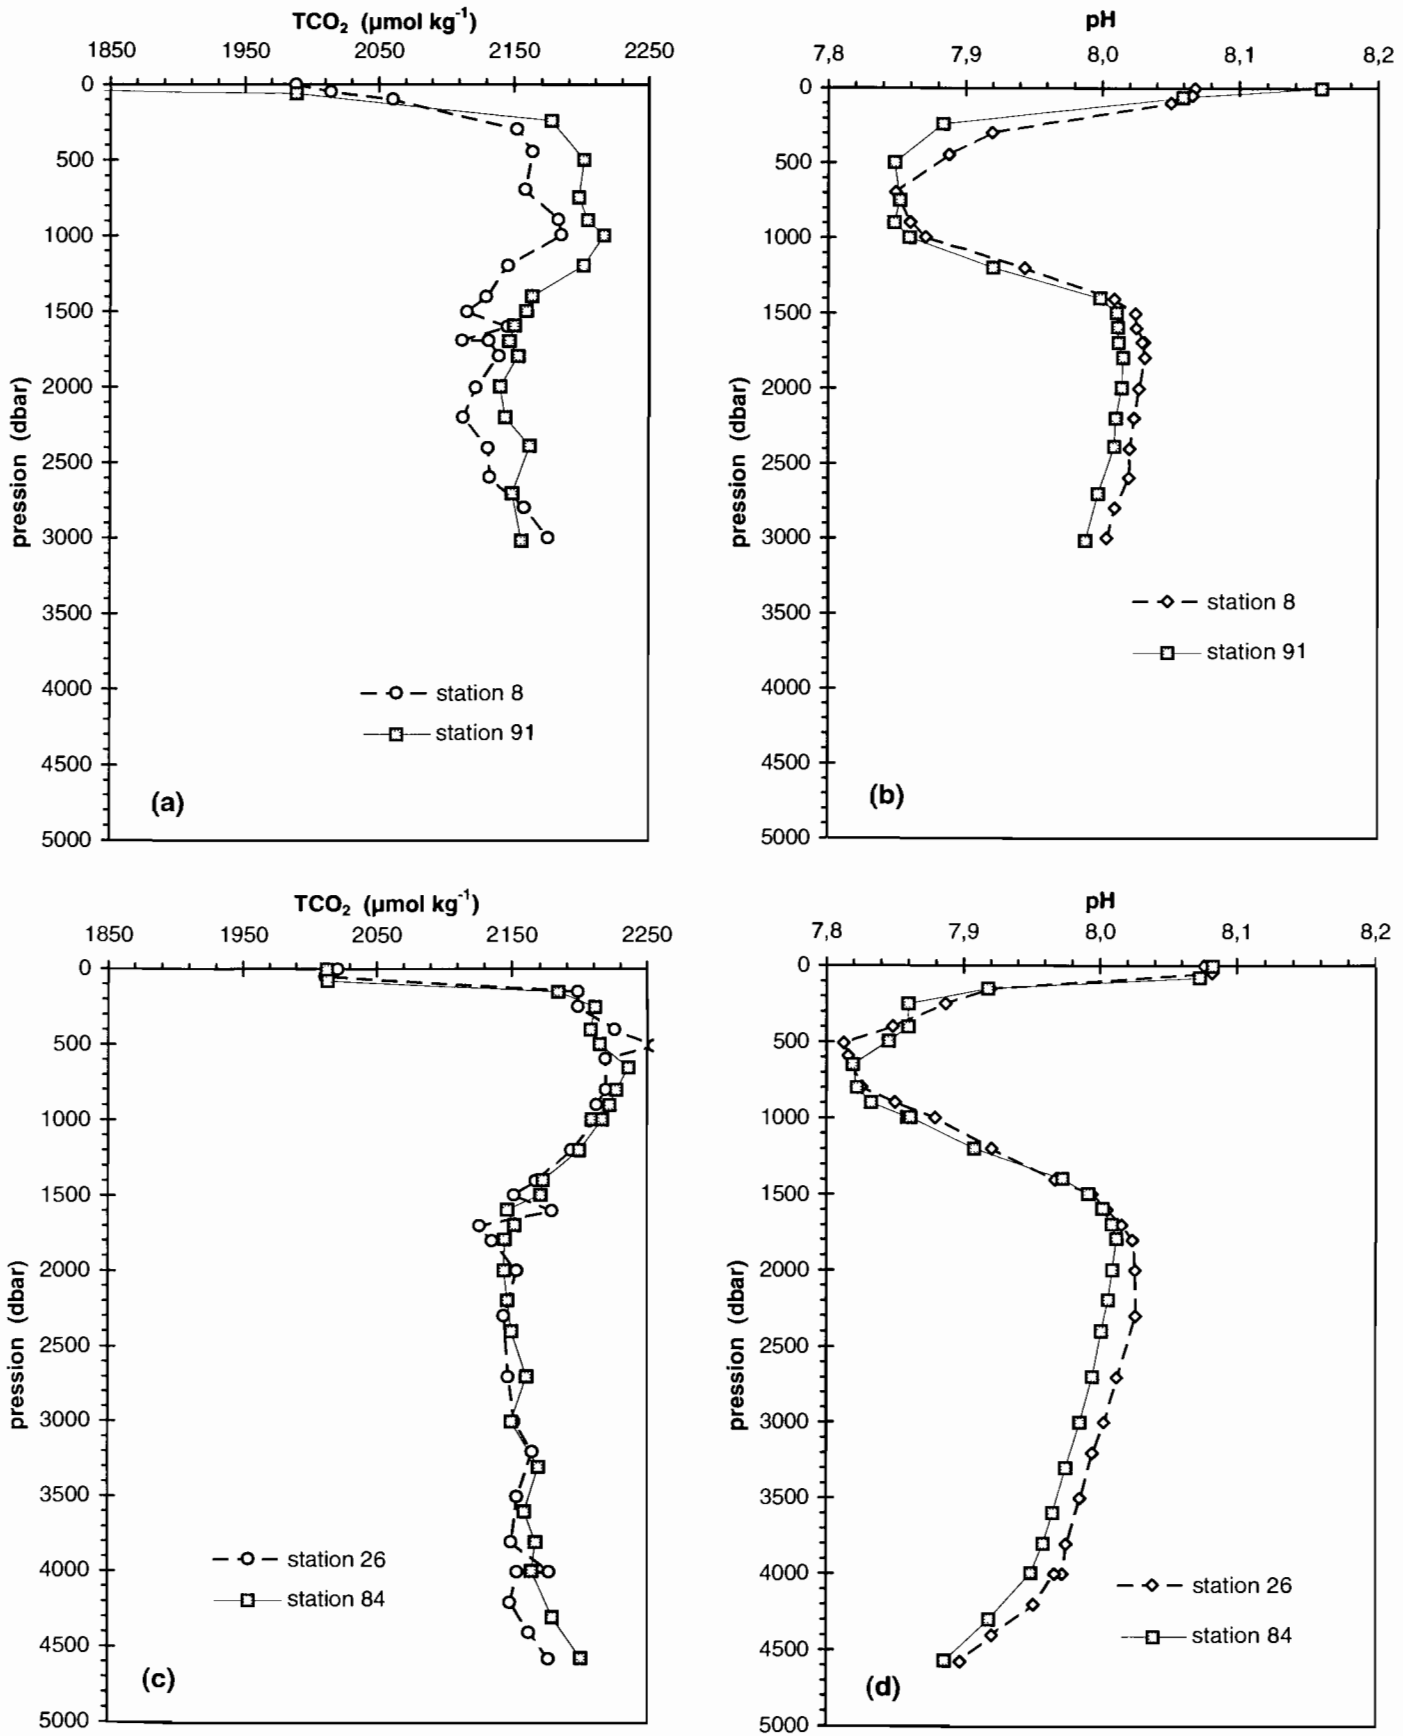 TCO₂ (µmol kg⁻¹)
1850 1950 2050 2150 2250
0
500
1000
1500
2000
2500
3000
3500
4000
4500
5000
pression (dbar)
station 8
station 91
(a)
pH
7,8 7,9 8,0 8,1 8,2
0
500
1000
1500
2000
2500
3000
3500
4000
4500
5000
pression (dbar)
station 8
station 91
(b)
TCO₂ (µmol kg⁻¹)
1850 1950 2050 2150 2250
0
500
1000
1500
2000
2500
3000
3500
4000
4500
5000
pression (dbar)
station 26
station 84
(c)
pH
7,8 7,9 8,0 8,1 8,2
0
500
1000
1500
2000
2500
3000
3500
4000
4500
5000
pression (dbar)
station 26
station 84
(d)